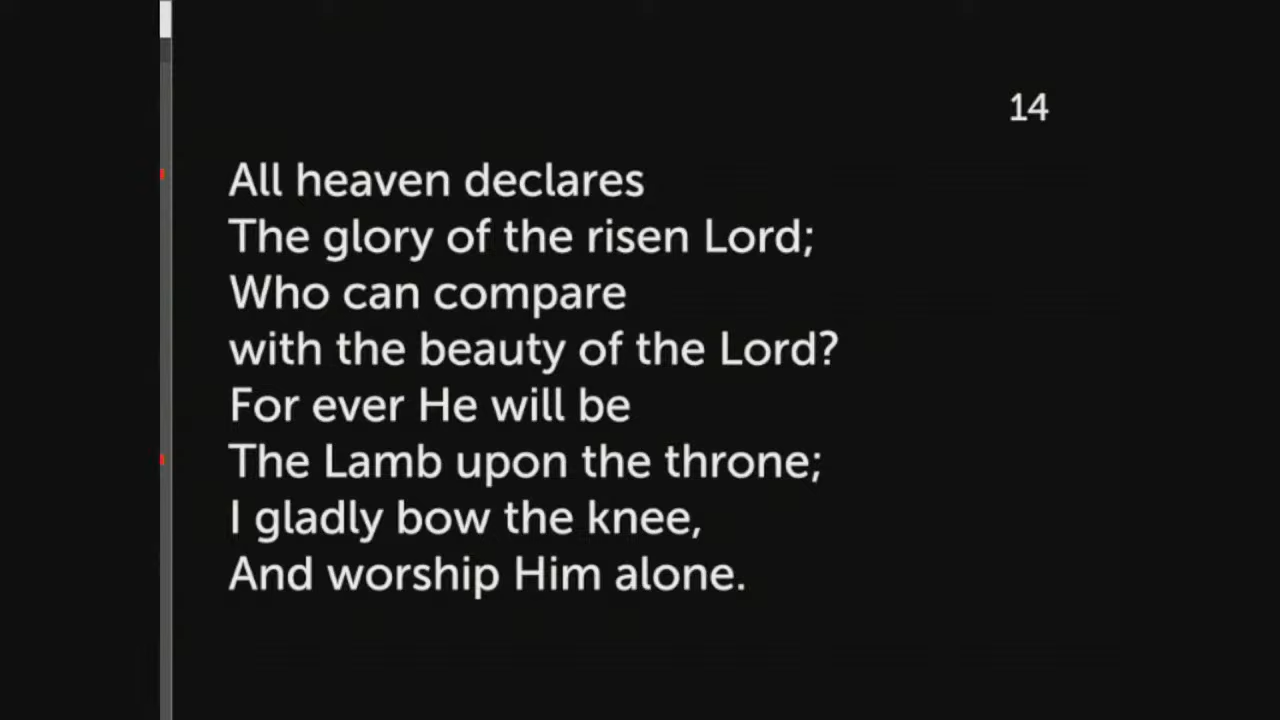 14
All heaven declares
The glory of the risen Lord;
Who can compare
with the beauty of the Lord?
For ever He will be
The Lamb upon the throne;
I gladly bow the knee,
And worship Him alone.